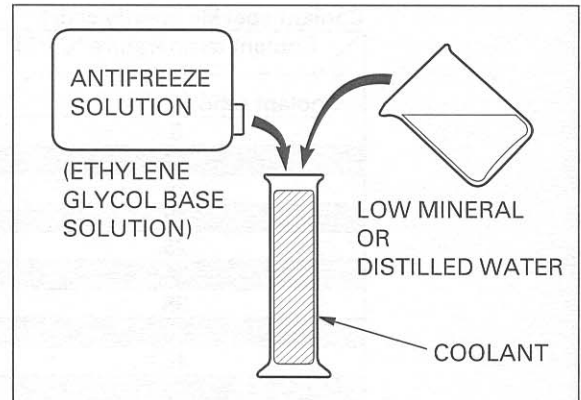 ANTIFREEZE
SOLUTION
(ETHYLENE
GLYCOL BASE
SOLUTION)
LOW MINERAL
OR
DISTILLED WATER
COOLANT